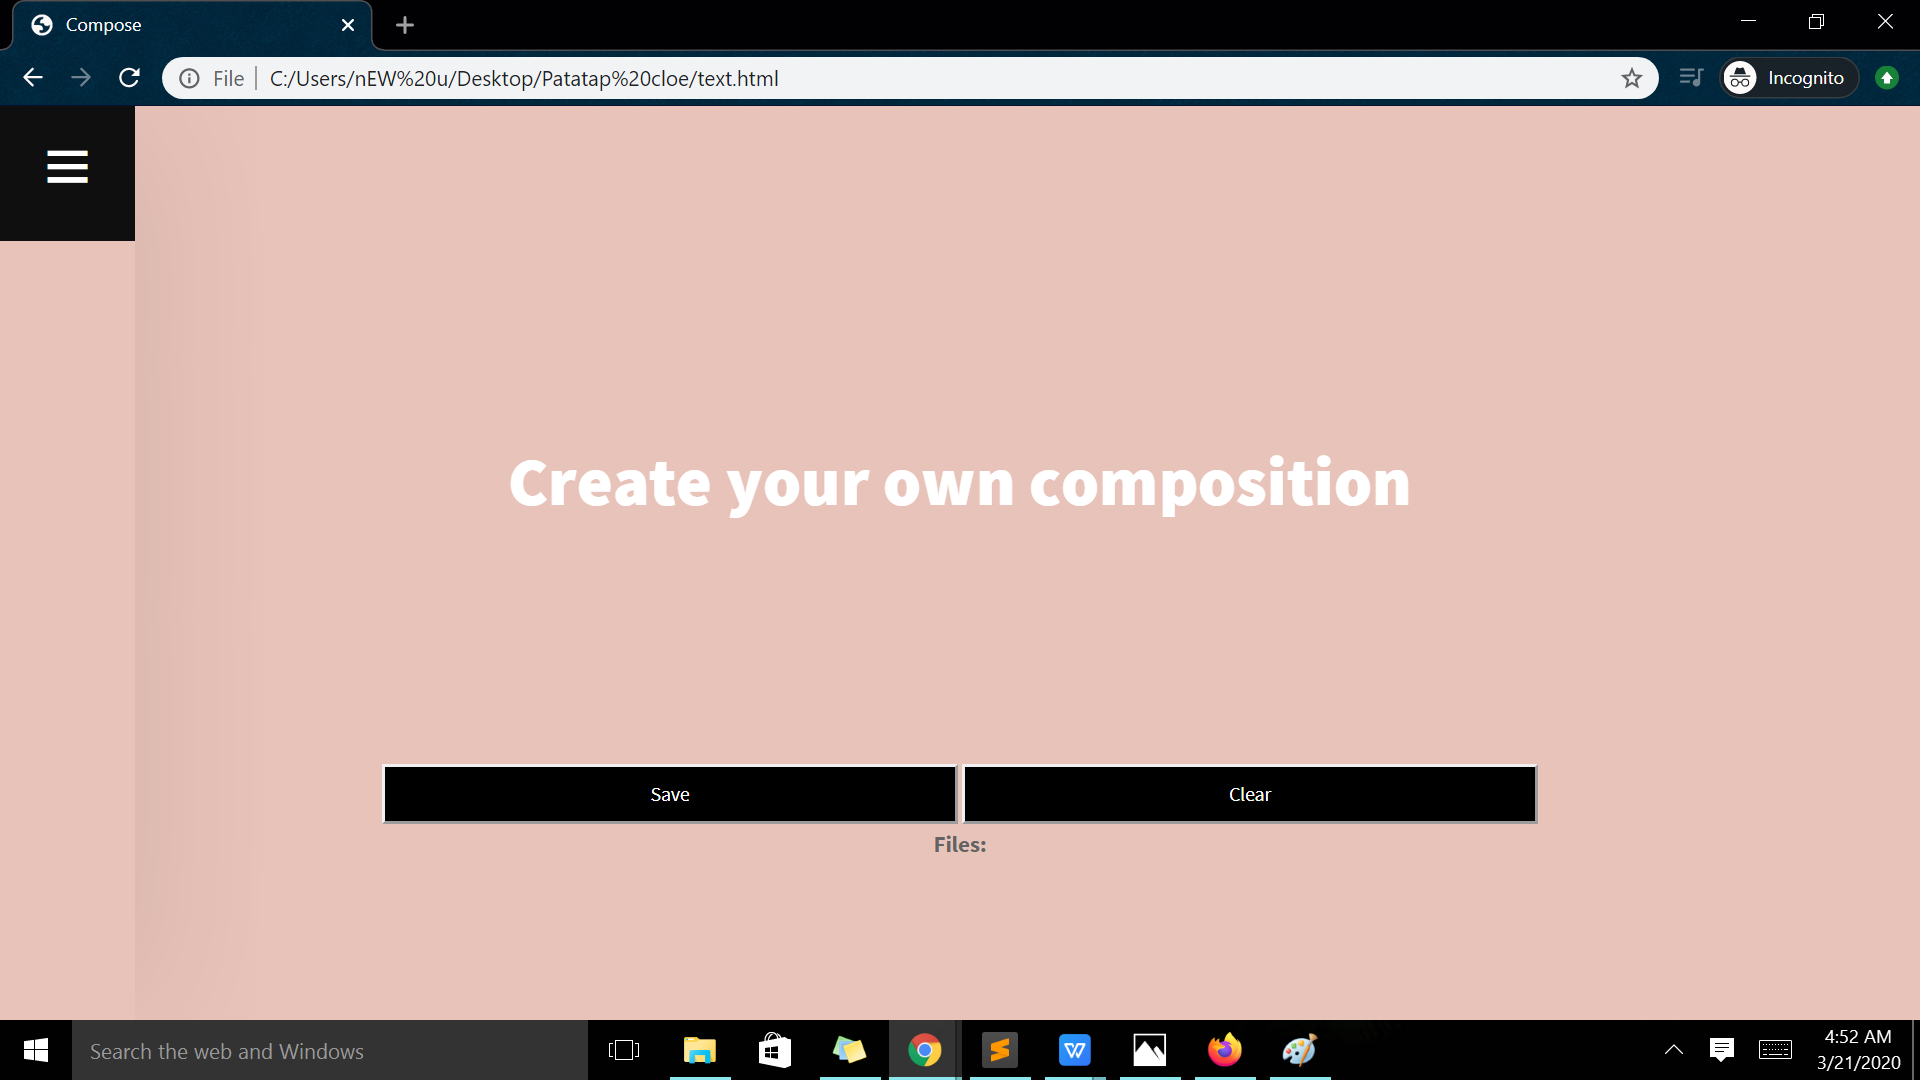 Compose
File
C:/Users/nEW%20u/Desktop/Patatap%20cloe/text.html
Incognito
Create your own composition
Save
Clear
Files:
Search the web and Windows
4:52 AM
3/21/2020